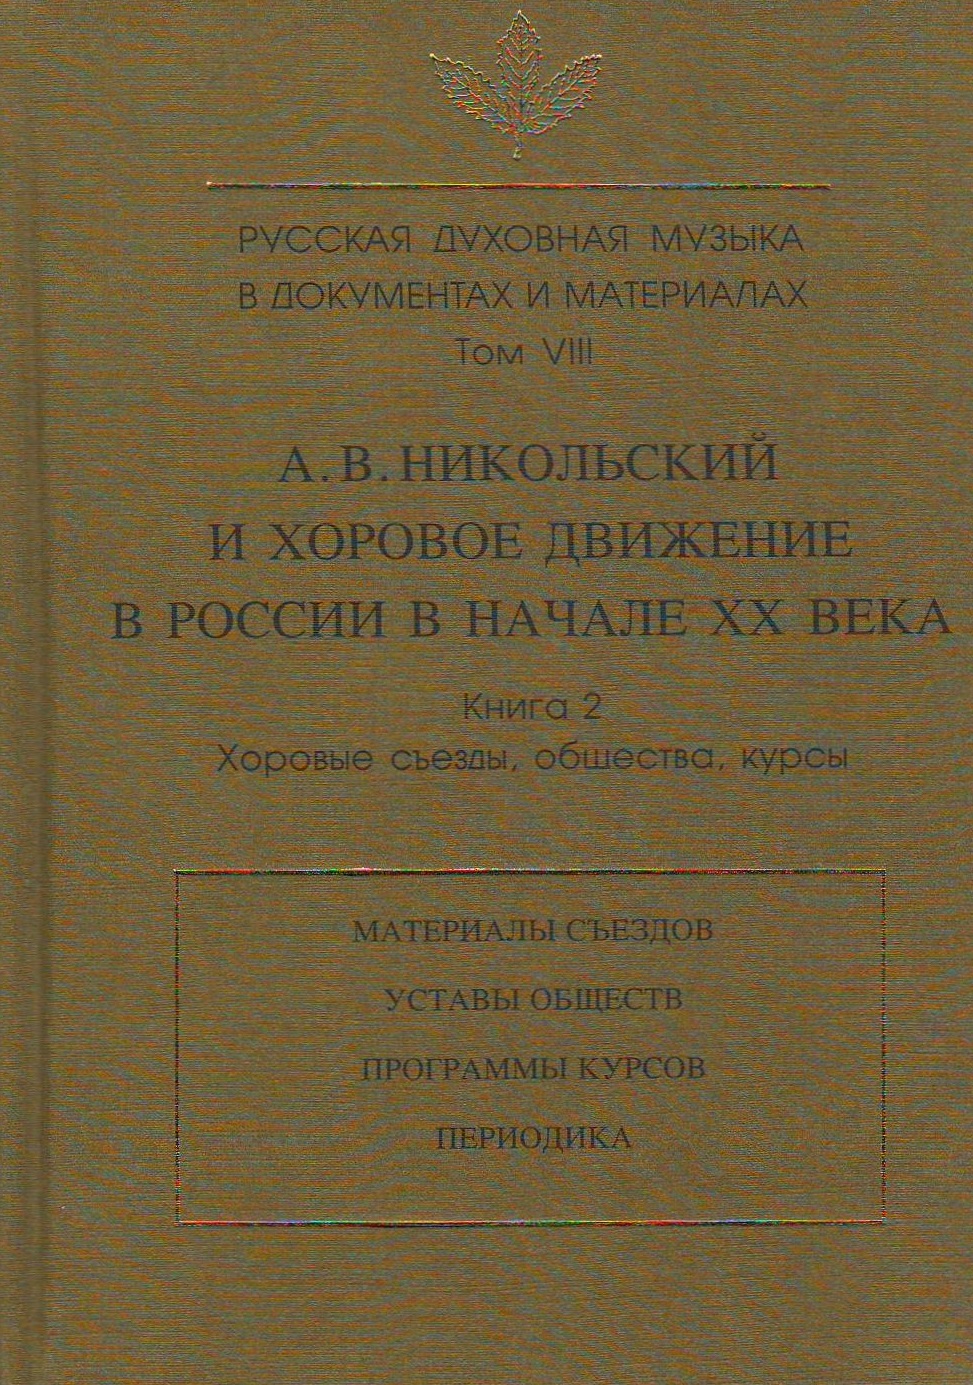 РУССКАЯ ДУХОВНАЯ МУЗЫКА
В ДОКУМЕНТАХ И МАТЕРИАЛАХ
Том VIII
А. В. НИКОЛЬСКИЙ
И ХОРОВОЕ ДВИЖЕНИЕ
В РОССИИ В НАЧАЛЕ XX ВЕКА
Книга 2
Хоровые съезды, общества, курсы
МАТЕРИАЛЫ СЪЕЗДОВ
УСТАВЫ ОБЩЕСТВ
ПРОГРАММЫ КУРСОВ
ПЕРИОДИКА